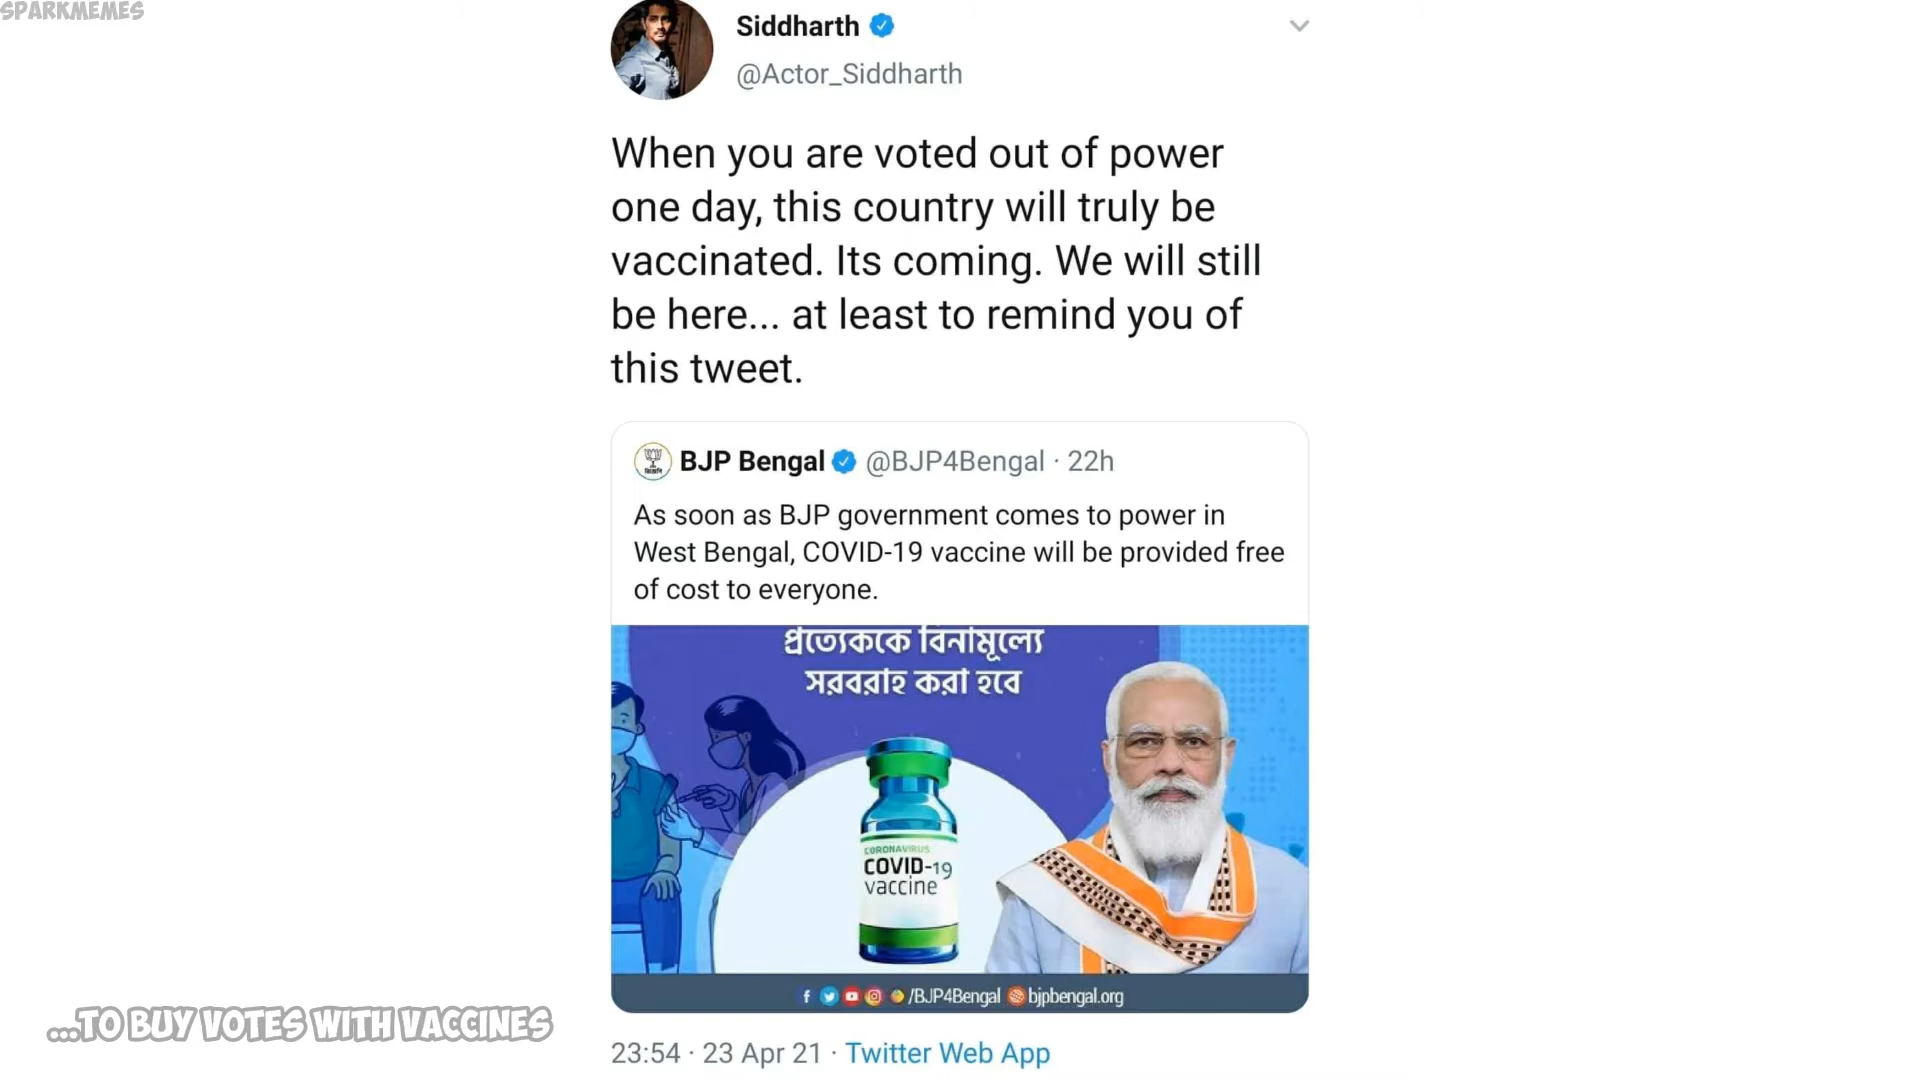 SPARKMEMES
Siddharth
@Actor_Siddharth
When you are voted out of power
one day, this country will truly be
vaccinated. Its coming. We will still
be here... at least to remind you of
this tweet.
BJP Bengal @BJP4Bengal · 22h
As soon as BJP government comes to power in
West Bengal, COVID-19 vaccine will be provided free
of cost to everyone.
প্রত্যেককে বিনামূল্যে
সরবরাহ করা হবে
CORONAVIRUS
COVID-19
vaccine
/BJP4Bengal bjpbengal.org
...TO BUY VOTES WITH VACCINES
23:54 · 23 Apr 21 · Twitter Web App